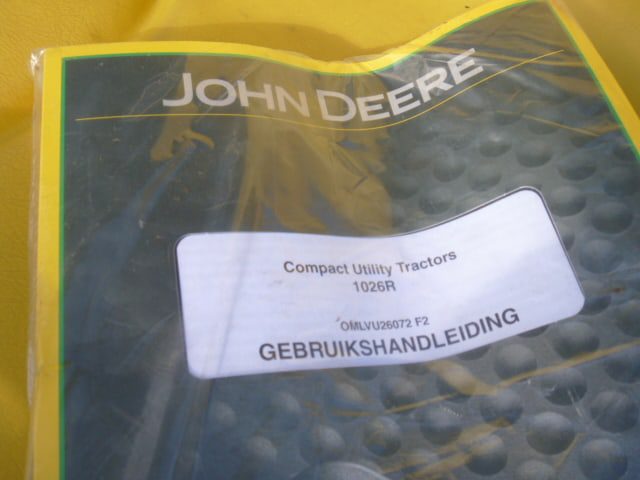 JOHN DEERE
Compact Utility Tractors
1026R
OMLVU26072 F2
GEBRUIKSHANDLEIDING